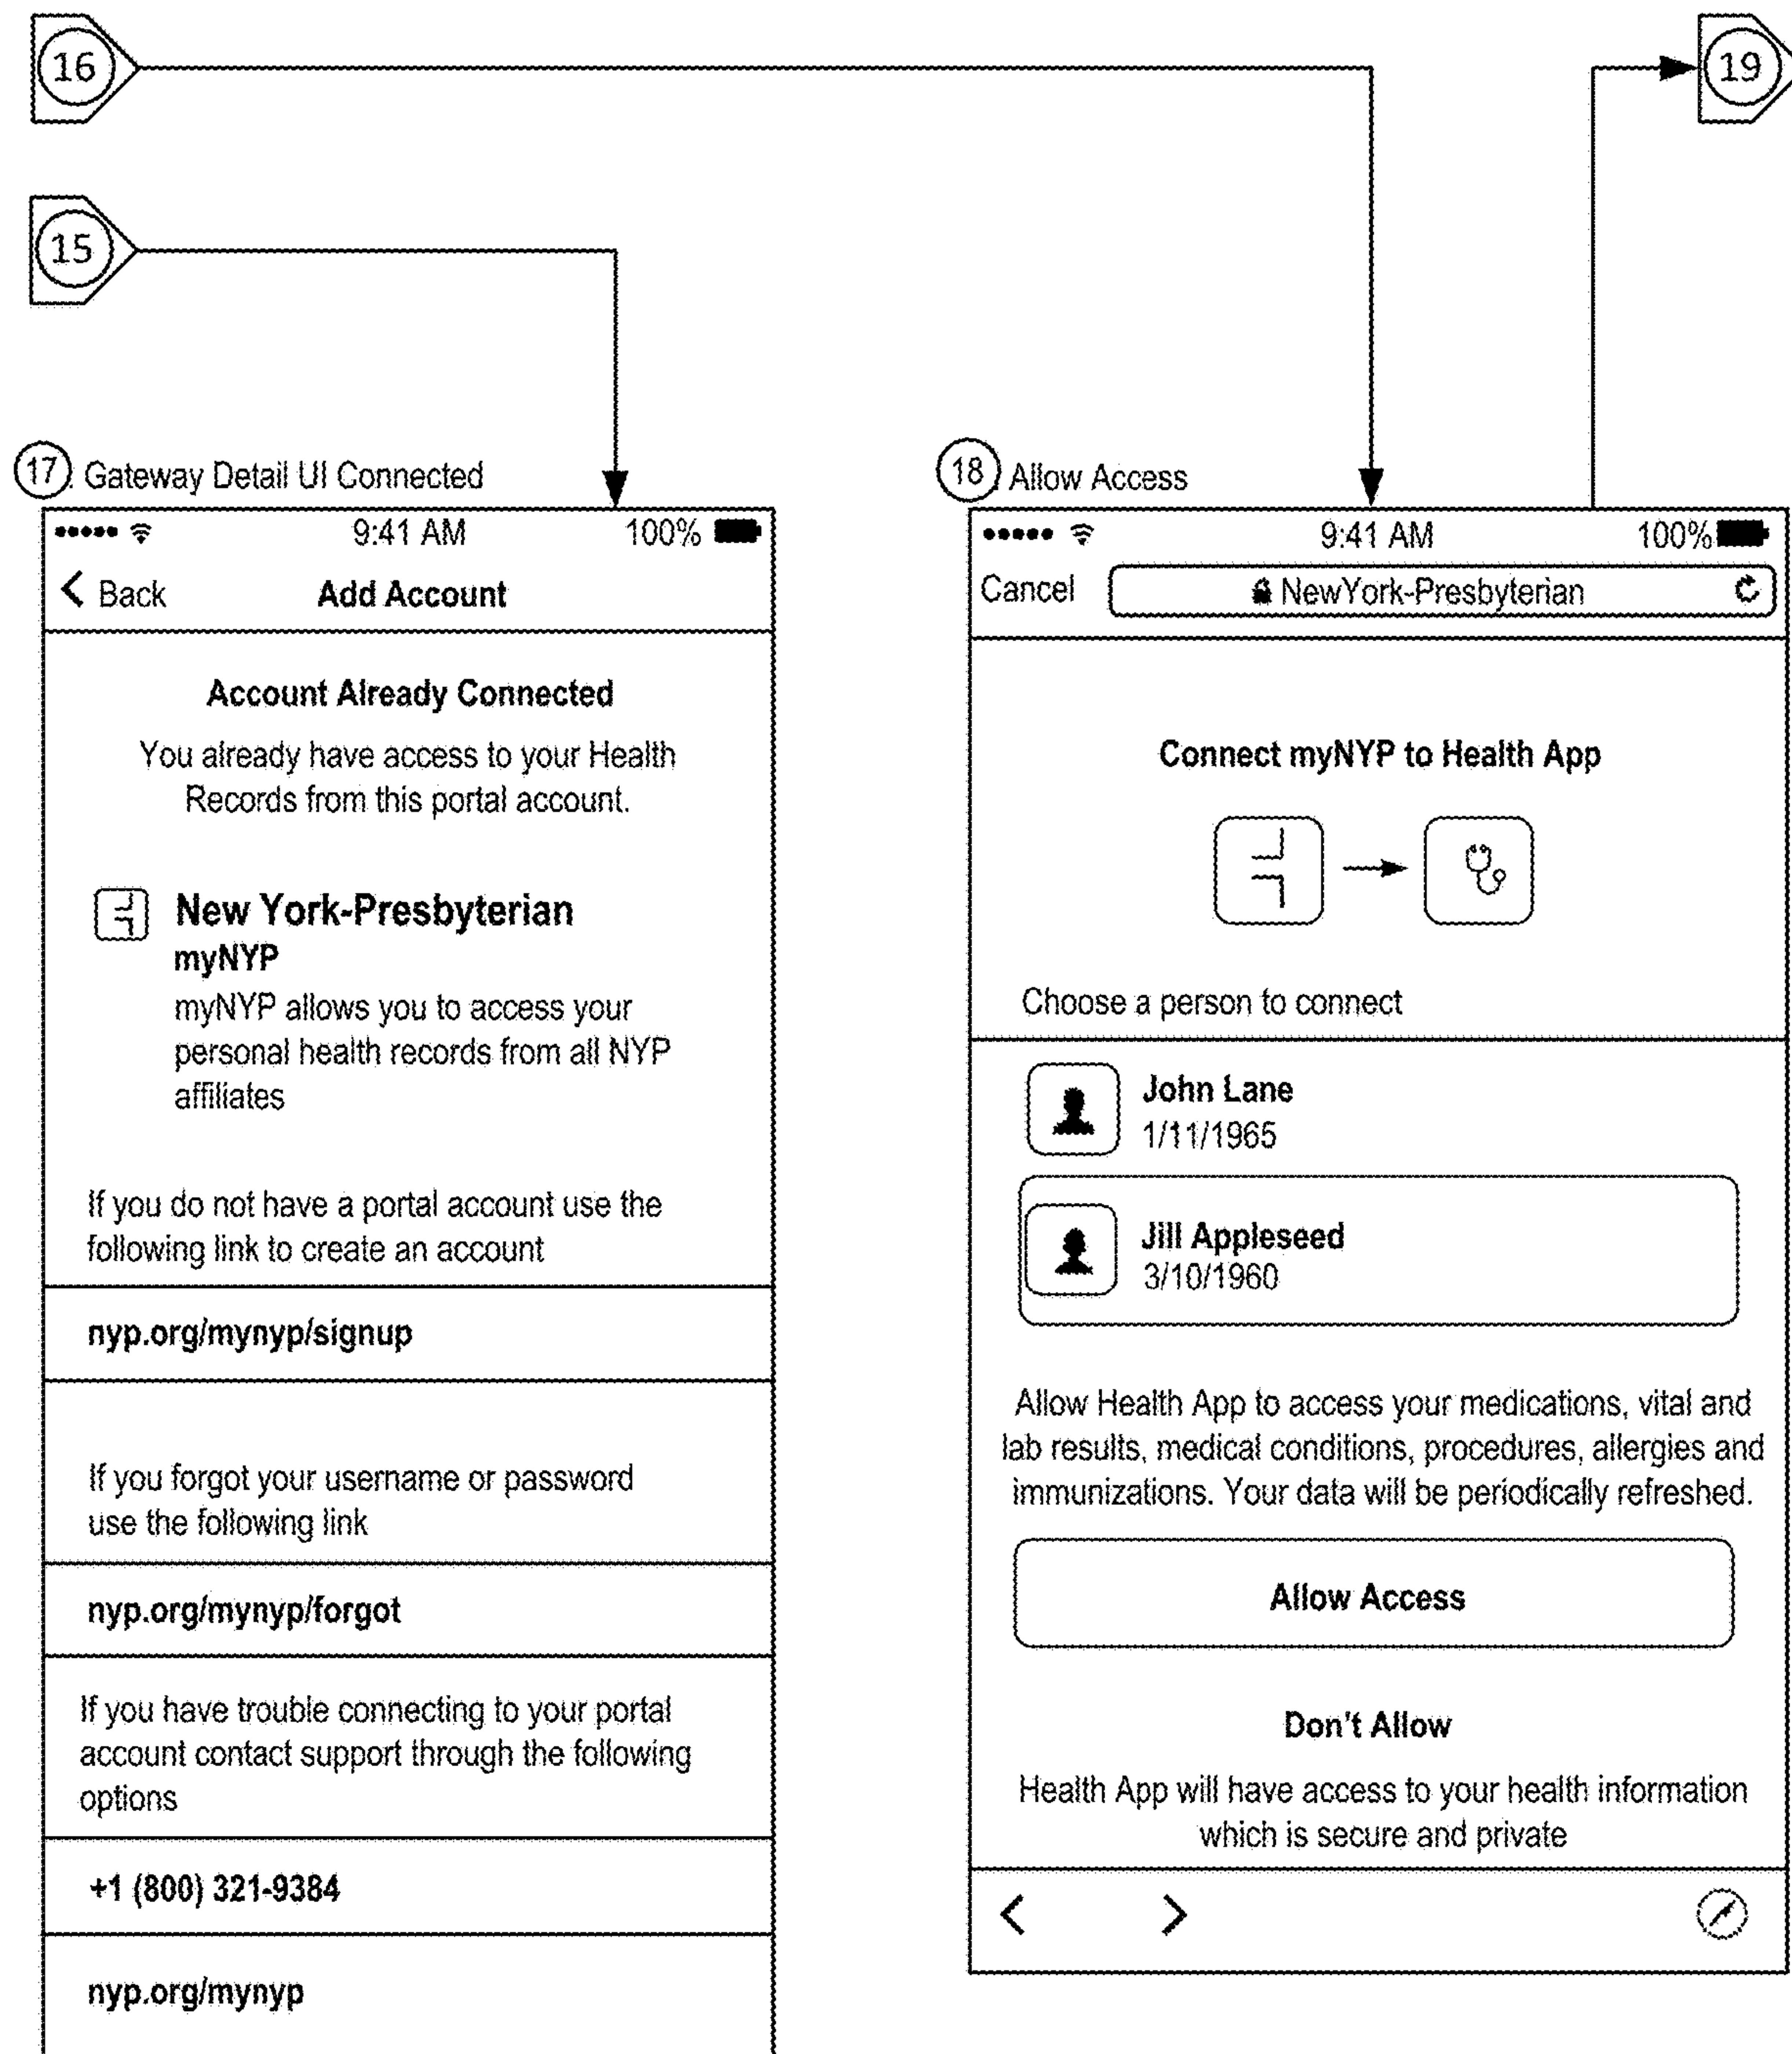 16
19
15
17. Gateway Detail UI Connected
9:41 AM 100%
Back Add Account
Account Already Connected
You already have access to your Health
Records from this portal account.
New York-Presbyterian
myNYP
myNYP allows you to access your
personal health records from all NYP
affiliates
If you do not have a portal account use the
following link to create an account
nyp.org/mynyp/signup
If you forgot your username or password
use the following link
nyp.org/mynyp/forgot
If you have trouble connecting to your portal
account contact support through the following
options
+1 (800) 321-9384
nyp.org/mynyp
18. Allow Access
9:41 AM 100%
Cancel NewYork-Presbyterian
Connect myNYP to Health App
Choose a person to connect
John Lane
1/11/1965
Jill Appleseed
3/10/1960
Allow Health App to access your medications, vital and
lab results, medical conditions, procedures, allergies and
immunizations. Your data will be periodically refreshed.
Allow Access
Don't Allow
Health App will have access to your health information
which is secure and private